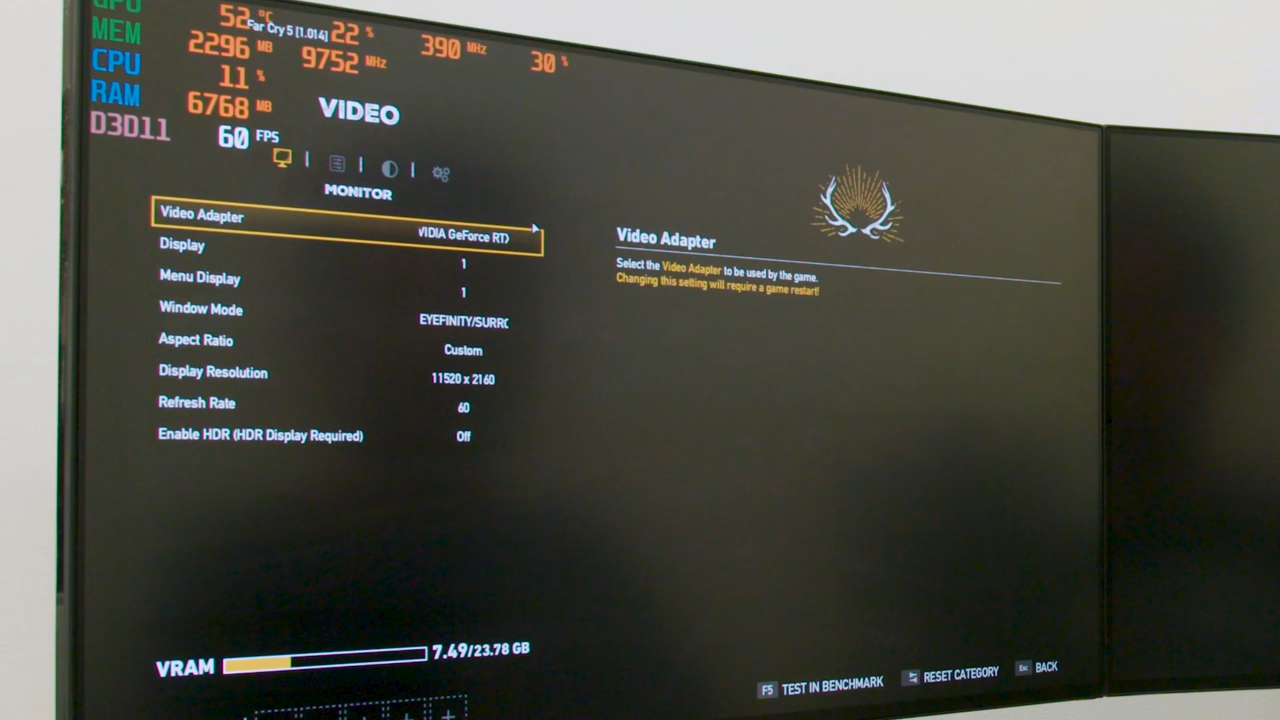 GPU 52 °C 22 %
Far Cry 5 [1.014]
MEM 2296 MB 9752 MHz 390 MHz 30 %
CPU 11 %
RAM 6768 MB
D3D11 60 FPS
VIDEO
MONITOR
Video Adapter VIDIA GeForce RTX
Display 1
Menu Display 1
Window Mode EYEFINITY/SURRO
Aspect Ratio Custom
Display Resolution 11520 x 2160
Refresh Rate 60
Enable HDR (HDR Display Required) Off
Video Adapter
Select the Video Adapter to be used by the game.
Changing this setting will require a game restart!
VRAM 7.49/23.78 GB
F5 TEST IN BENCHMARK RESET CATEGORY Esc BACK